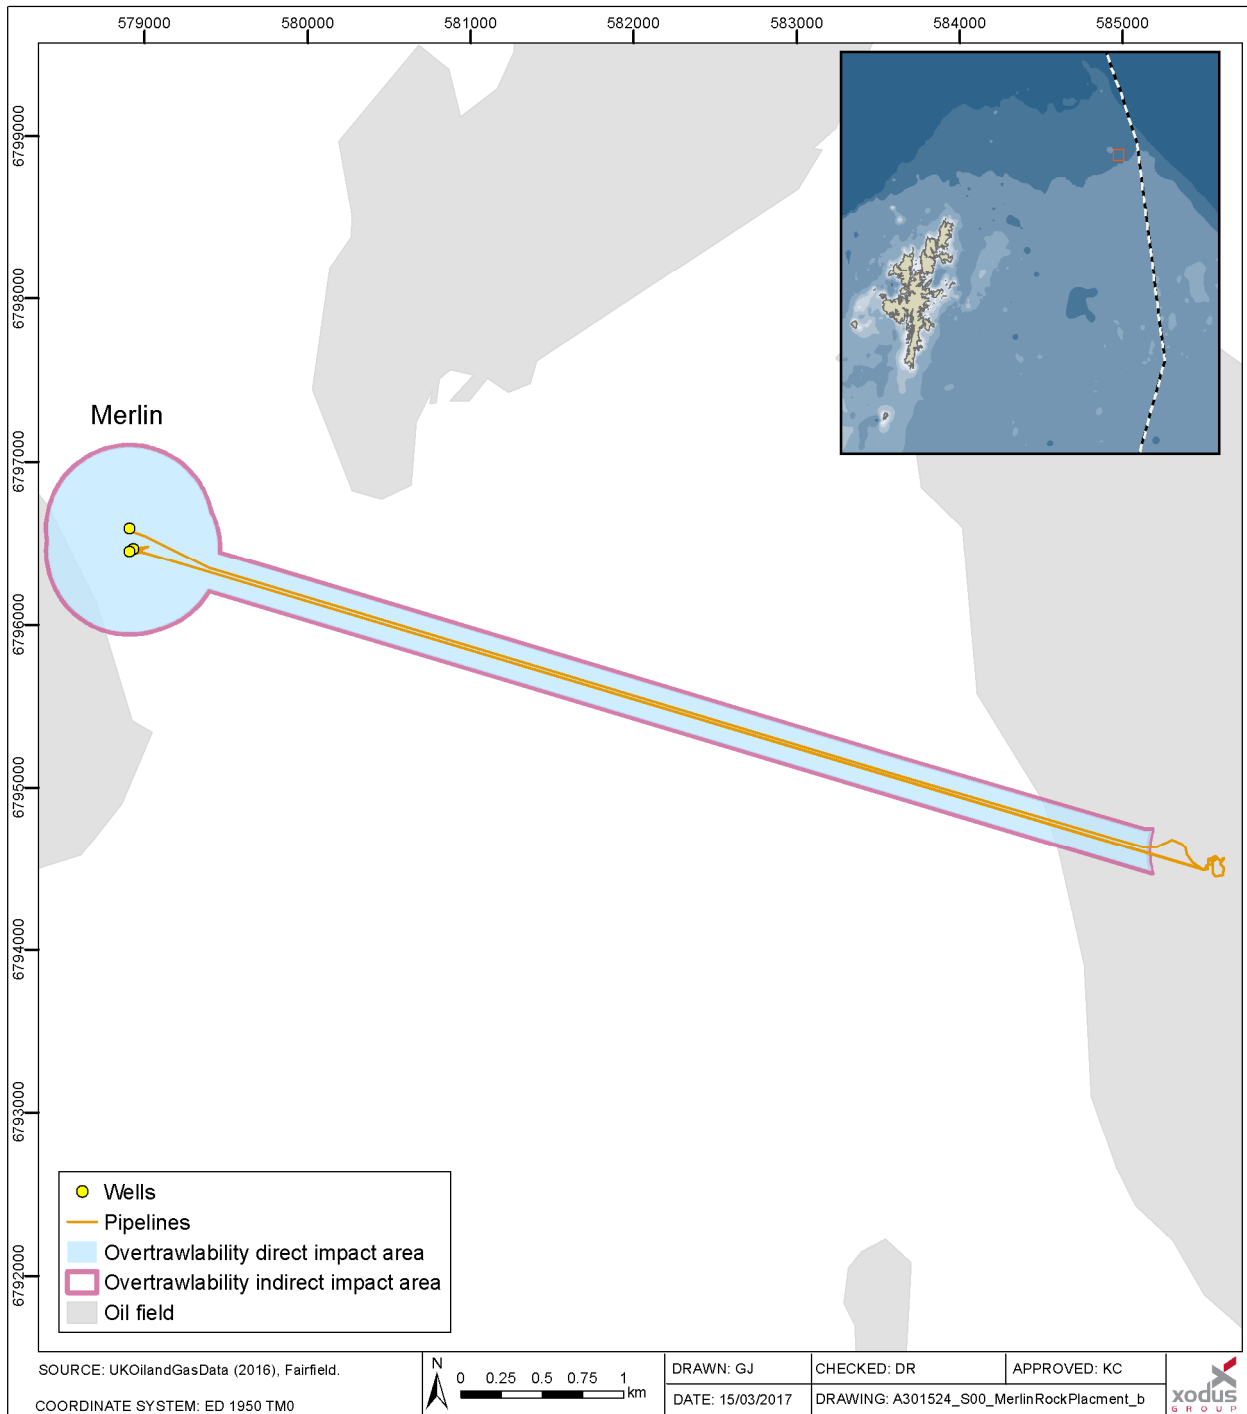 579000 580000 581000 582000 583000 584000 585000
6799000
6798000
6797000
6796000
6795000
6794000
6793000
6792000
Merlin
Wells
Pipelines
Overtrawlability direct impact area
Overtrawlability indirect impact area
Oil field
SOURCE: UKOilandGasData (2016), Fairfield.
COORDINATE SYSTEM: ED 1950 TM0
N
0 0.25 0.5 0.75 1
km
DRAWN: GJ
CHECKED: DR
APPROVED: KC
DATE: 15/03/2017
DRAWING: A301524_S00_MerlinRockPlacment_b
xodus
GROUP